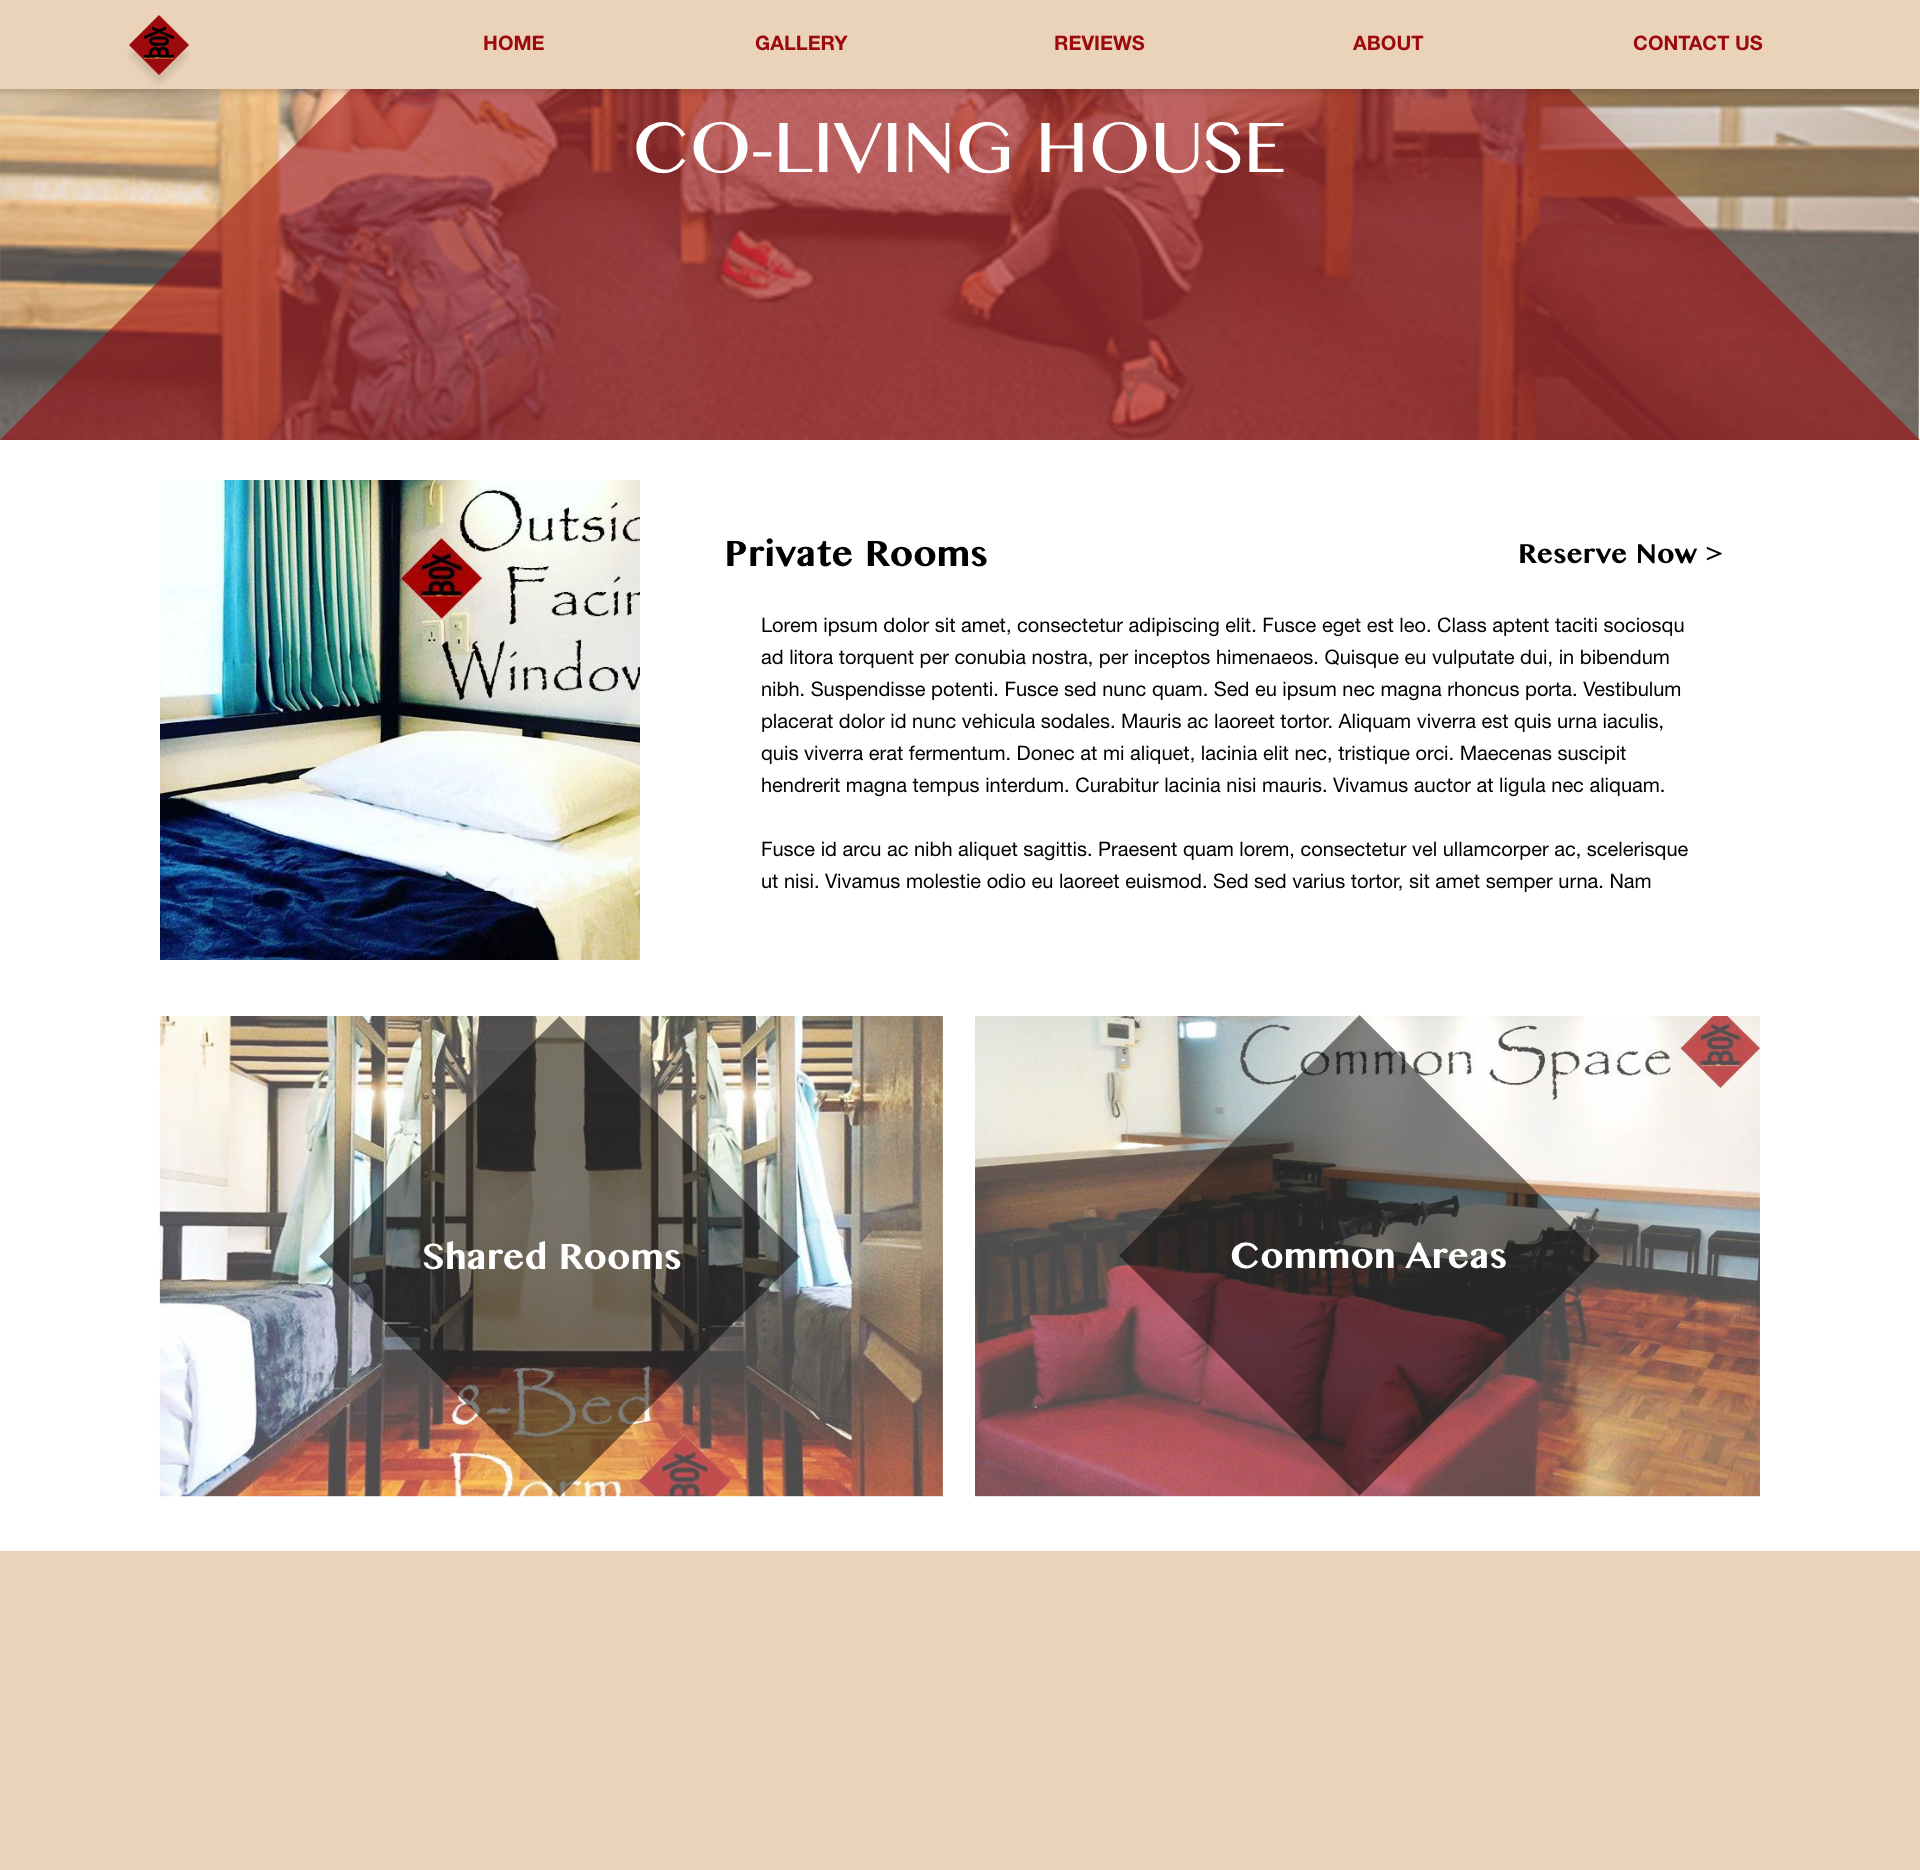 BOX
HOME
GALLERY
REVIEWS
ABOUT
CONTACT US
CO-LIVING HOUSE
Outsid
Facin
Window
BOX
Private Rooms
Reserve Now >
Lorem ipsum dolor sit amet, consectetur adipiscing elit. Fusce eget est leo. Class aptent taciti sociosqu
ad litora torquent per conubia nostra, per inceptos himenaeos. Quisque eu vulputate dui, in bibendum
nibh. Suspendisse potenti. Fusce sed nunc quam. Sed eu ipsum nec magna rhoncus porta. Vestibulum
placerat dolor id nunc vehicula sodales. Mauris ac laoreet tortor. Aliquam viverra est quis urna iaculis,
quis viverra erat fermentum. Donec at mi aliquet, lacinia elit nec, tristique orci. Maecenas suscipit
hendrerit magna tempus interdum. Curabitur lacinia nisi mauris. Vivamus auctor at ligula nec aliquam.
Fusce id arcu ac nibh aliquet sagittis. Praesent quam lorem, consectetur vel ullamcorper ac, scelerisque
ut nisi. Vivamus molestie odio eu laoreet euismod. Sed sed varius tortor, sit amet semper urna. Nam
Shared Rooms
8-Bed
Dorm
BOX
Common Space
BOX
Common Areas